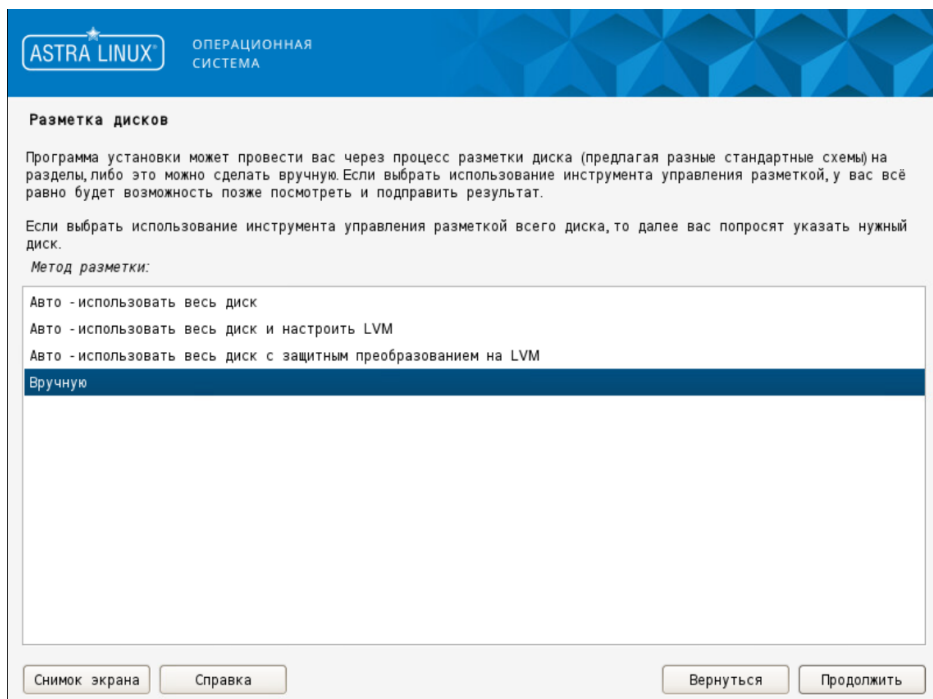 ASTRA LINUX®
ОПЕРАЦИОННАЯ
СИСТЕМА
Разметка дисков
Программа установки может провести вас через процесс разметки диска (предлагая разные стандартные схемы) на
разделы, либо это можно сделать вручную. Если выбрать использование инструмента управления разметкой, у вас всё
равно будет возможность позже посмотреть и подправить результат.
Если выбрать использование инструмента управления разметкой всего диска, то далее вас попросят указать нужный
диск.
Метод разметки:
Авто - использовать весь диск
Авто - использовать весь диск и настроить LVM
Авто - использовать весь диск с защитным преобразованием на LVM
Вручную
Снимок экрана
Справка
Вернуться
Продолжить